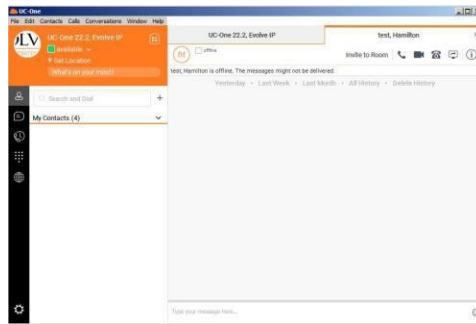 UC-One
File Edit Contacts Calls Conversations Window Help
UC-One 22.2, Evolve IP
available
Get Location
What's on your mind?
Search and Dial
My Contacts (4)
UC-One 22.2, Evolve IP
test, Hamilton
offline
Invite to Room
test, Hamilton is offline. The messages might not be delivered.
Yesterday - Last Week - Last Month - All History - Delete History
Type your message here...